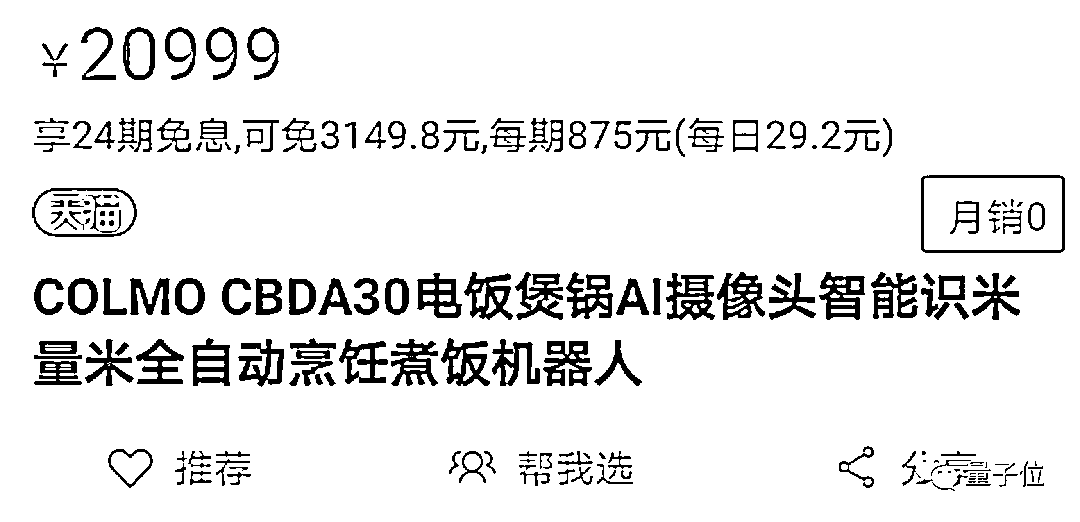 ¥20999
享24期免息,可免3149.8元,每期875元(每日29.2元)
天猫
月销0
COLMO CBDA30电饭煲锅AI摄像头智能识米
量米全自动烹饪煮饭机器人
推荐 帮我选 分享
量子位